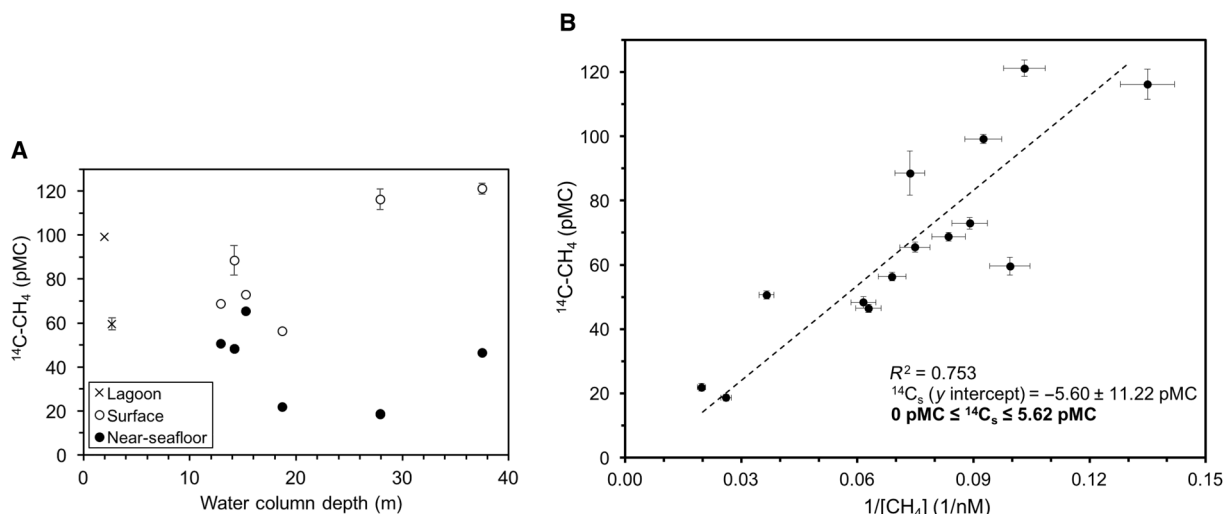 A
¹⁴C-CH₄ (pMC)
120
100
80
60
40
20
0
× Lagoon
○ Surface
● Near-seafloor
0 10 20 30 40
Water column depth (m)
B
¹⁴C-CH₄ (pMC)
120
100
80
60
40
20
0
R² = 0.753
¹⁴Cₛ (y intercept) = −5.60 ± 11.22 pMC
0 pMC ≤ ¹⁴Cₛ ≤ 5.62 pMC
0.00 0.03 0.06 0.09 0.12 0.15
1/[CH₄] (1/nM)